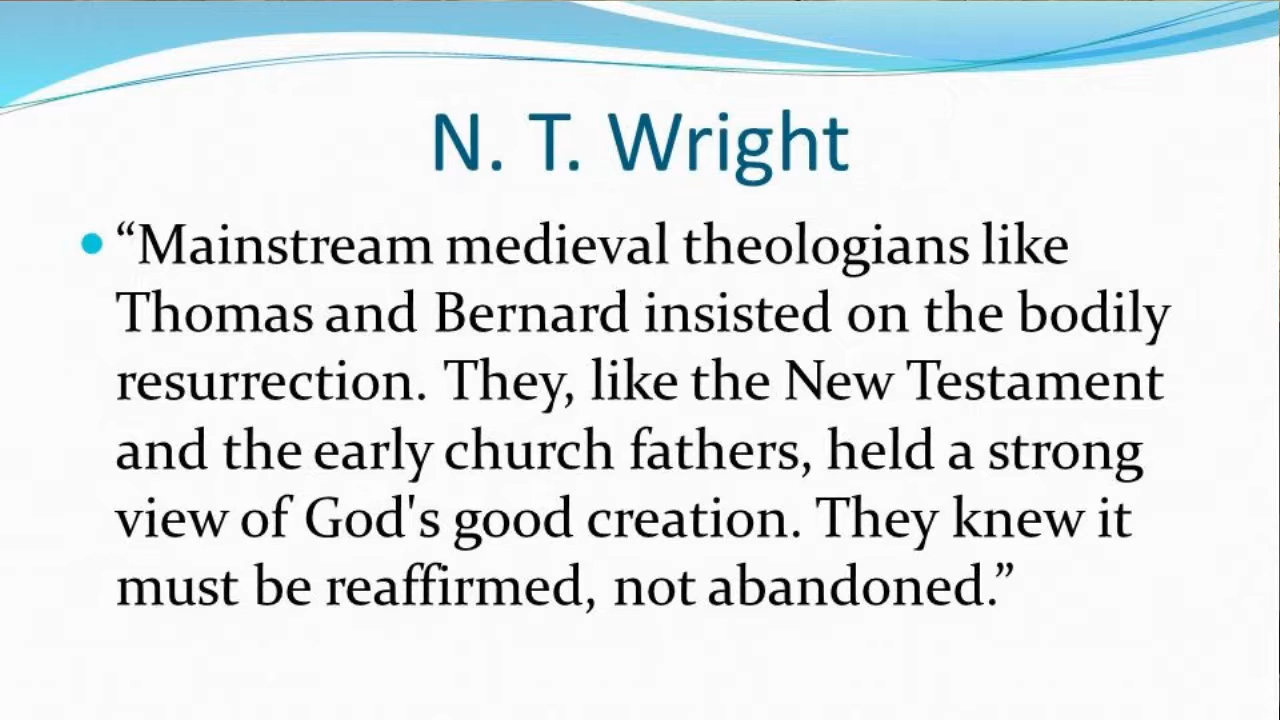 N. T. Wright
“Mainstream medieval theologians like
Thomas and Bernard insisted on the bodily
resurrection. They, like the New Testament
and the early church fathers, held a strong
view of God's good creation. They knew it
must be reaffirmed, not abandoned.”